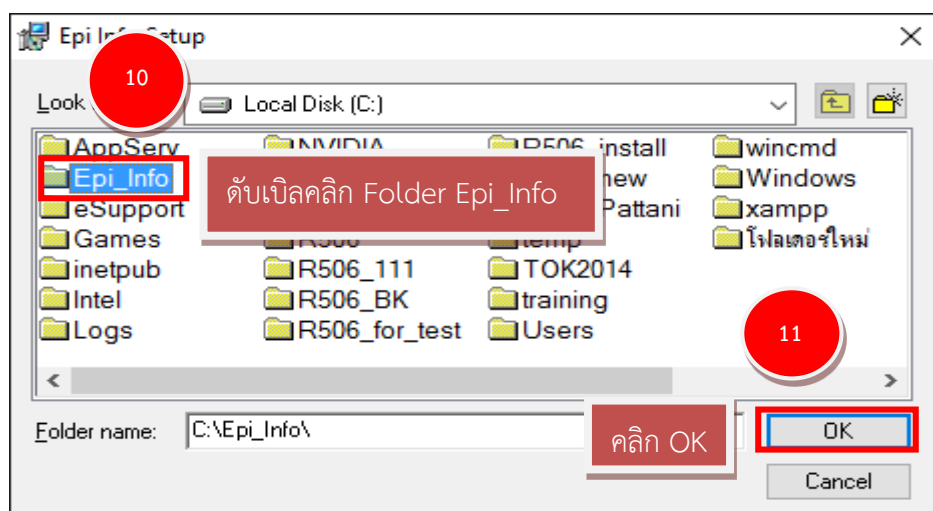 Epi Info Setup
10
Look
Local Disk (C:)
AppServ
NVIDIA
R506_install
wincmd
Epi_Info
ดับเบิลคลิก Folder Epi_Info
new
Windows
eSupport
Pattani
xampp
Games
R506
temp
โฟลเดอร์ใหม่
inetpub
R506_111
TOK2014
Intel
R506_BK
training
Logs
R506_for_test
Users
11
Folder name:
C:\Epi_Info\
คลิก OK
OK
Cancel